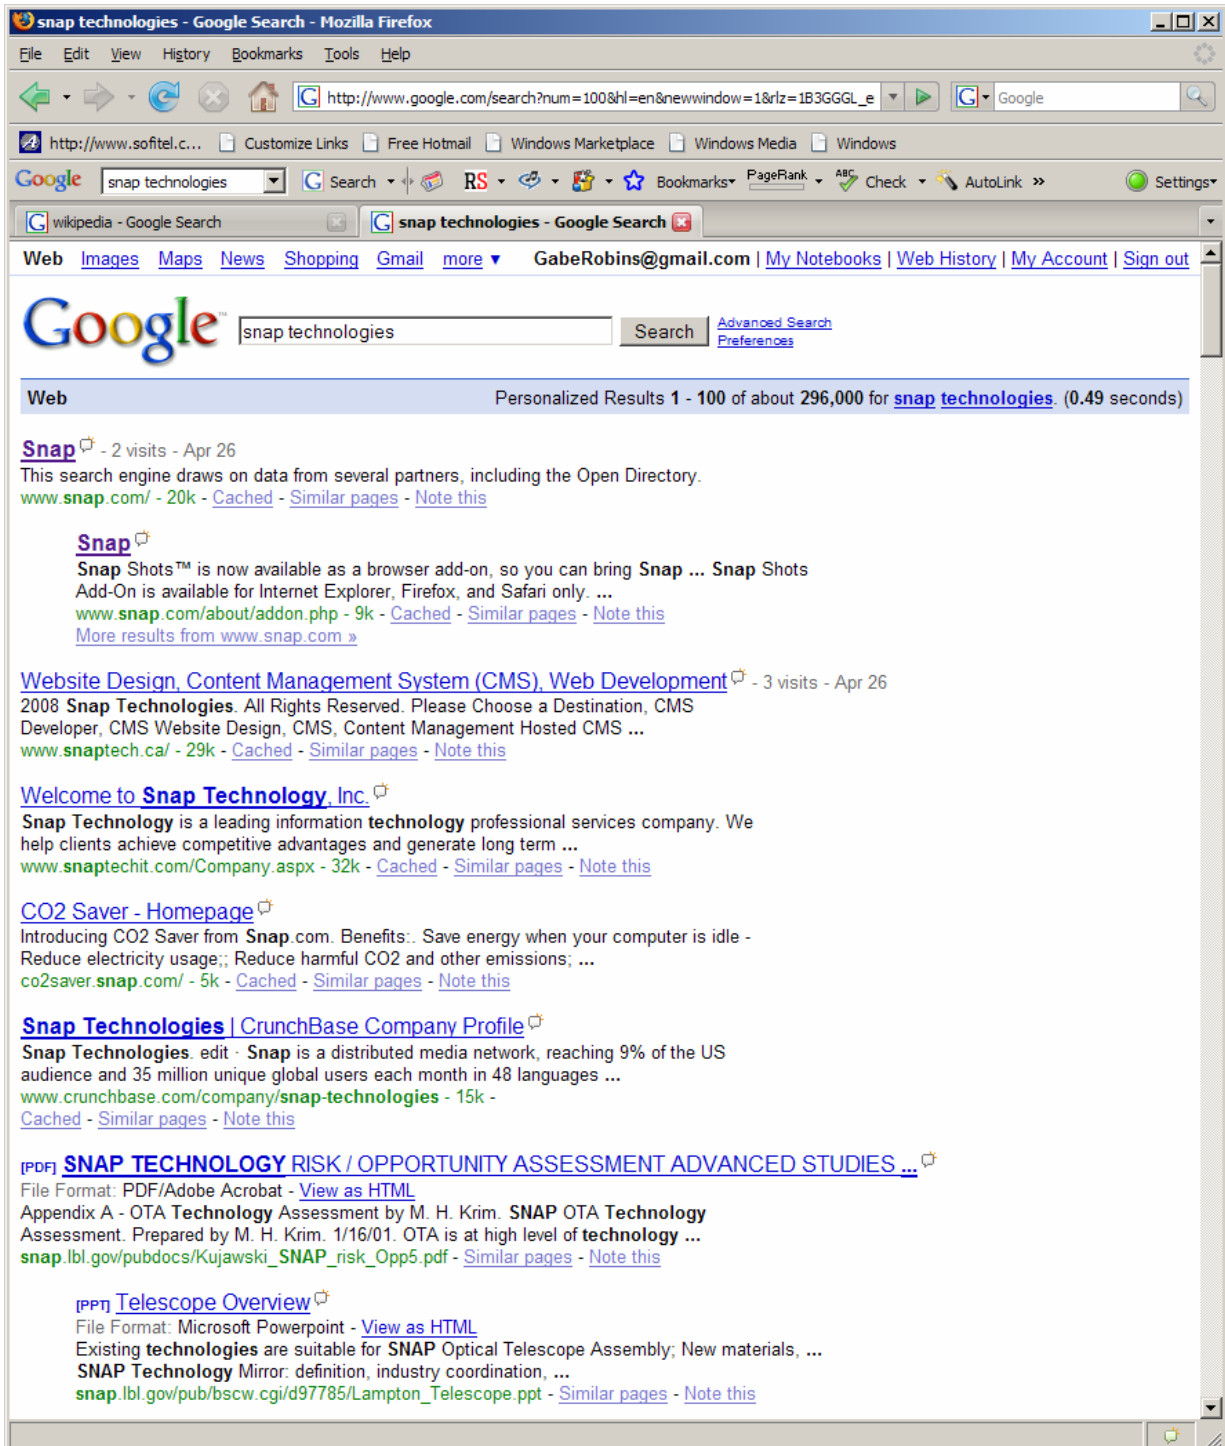 snap technologies - Google Search - Mozilla Firefox
File Edit View History Bookmarks Tools Help
http://www.google.com/search?num=100&hl=en&newwindow=1&rlz=1B3GGGL_e Google
http://www.sofitel.c... Customize Links Free Hotmail Windows Marketplace Windows Media Windows
Google snap technologies Search RS Bookmarks PageRank ABC Check AutoLink » Settings
wikipedia - Google Search snap technologies - Google Search
Web Images Maps News Shopping Gmail more ▼ GabeRobins@gmail.com | My Notebooks | Web History | My Account | Sign out
Google™ snap technologies Search Advanced Search
Preferences
Web Personalized Results 1 - 100 of about 296,000 for snap technologies. (0.49 seconds)
Snap - 2 visits - Apr 26
This search engine draws on data from several partners, including the Open Directory.
www.snap.com/ - 20k - Cached - Similar pages - Note this
Snap
Snap Shots™ is now available as a browser add-on, so you can bring Snap ... Snap Shots
Add-On is available for Internet Explorer, Firefox, and Safari only. ...
www.snap.com/about/addon.php - 9k - Cached - Similar pages - Note this
More results from www.snap.com »
Website Design, Content Management System (CMS), Web Development - 3 visits - Apr 26
2008 Snap Technologies. All Rights Reserved. Please Choose a Destination, CMS
Developer, CMS Website Design, CMS, Content Management Hosted CMS ...
www.snaptech.ca/ - 29k - Cached - Similar pages - Note this
Welcome to Snap Technology, Inc.
Snap Technology is a leading information technology professional services company. We
help clients achieve competitive advantages and generate long term ...
www.snaptechit.com/Company.aspx - 32k - Cached - Similar pages - Note this
CO2 Saver - Homepage
Introducing CO2 Saver from Snap.com. Benefits:. Save energy when your computer is idle -
Reduce electricity usage;; Reduce harmful CO2 and other emissions; ...
co2saver.snap.com/ - 5k - Cached - Similar pages - Note this
Snap Technologies | CrunchBase Company Profile
Snap Technologies. edit · Snap is a distributed media network, reaching 9% of the US
audience and 35 million unique global users each month in 48 languages ...
www.crunchbase.com/company/snap-technologies - 15k -
Cached - Similar pages - Note this
[PDF] SNAP TECHNOLOGY RISK / OPPORTUNITY ASSESSMENT ADVANCED STUDIES ...
File Format: PDF/Adobe Acrobat - View as HTML
Appendix A - OTA Technology Assessment by M. H. Krim. SNAP OTA Technology
Assessment. Prepared by M. H. Krim. 1/16/01. OTA is at high level of technology ...
snap.lbl.gov/pubdocs/Kujawski_SNAP_risk_Opp5.pdf - Similar pages - Note this
[PPT] Telescope Overview
File Format: Microsoft Powerpoint - View as HTML
Existing technologies are suitable for SNAP Optical Telescope Assembly; New materials, ...
SNAP Technology Mirror: definition, industry coordination, ...
snap.lbl.gov/pub/bscw.cgi/d97785/Lampton_Telescope.ppt - Similar pages - Note this